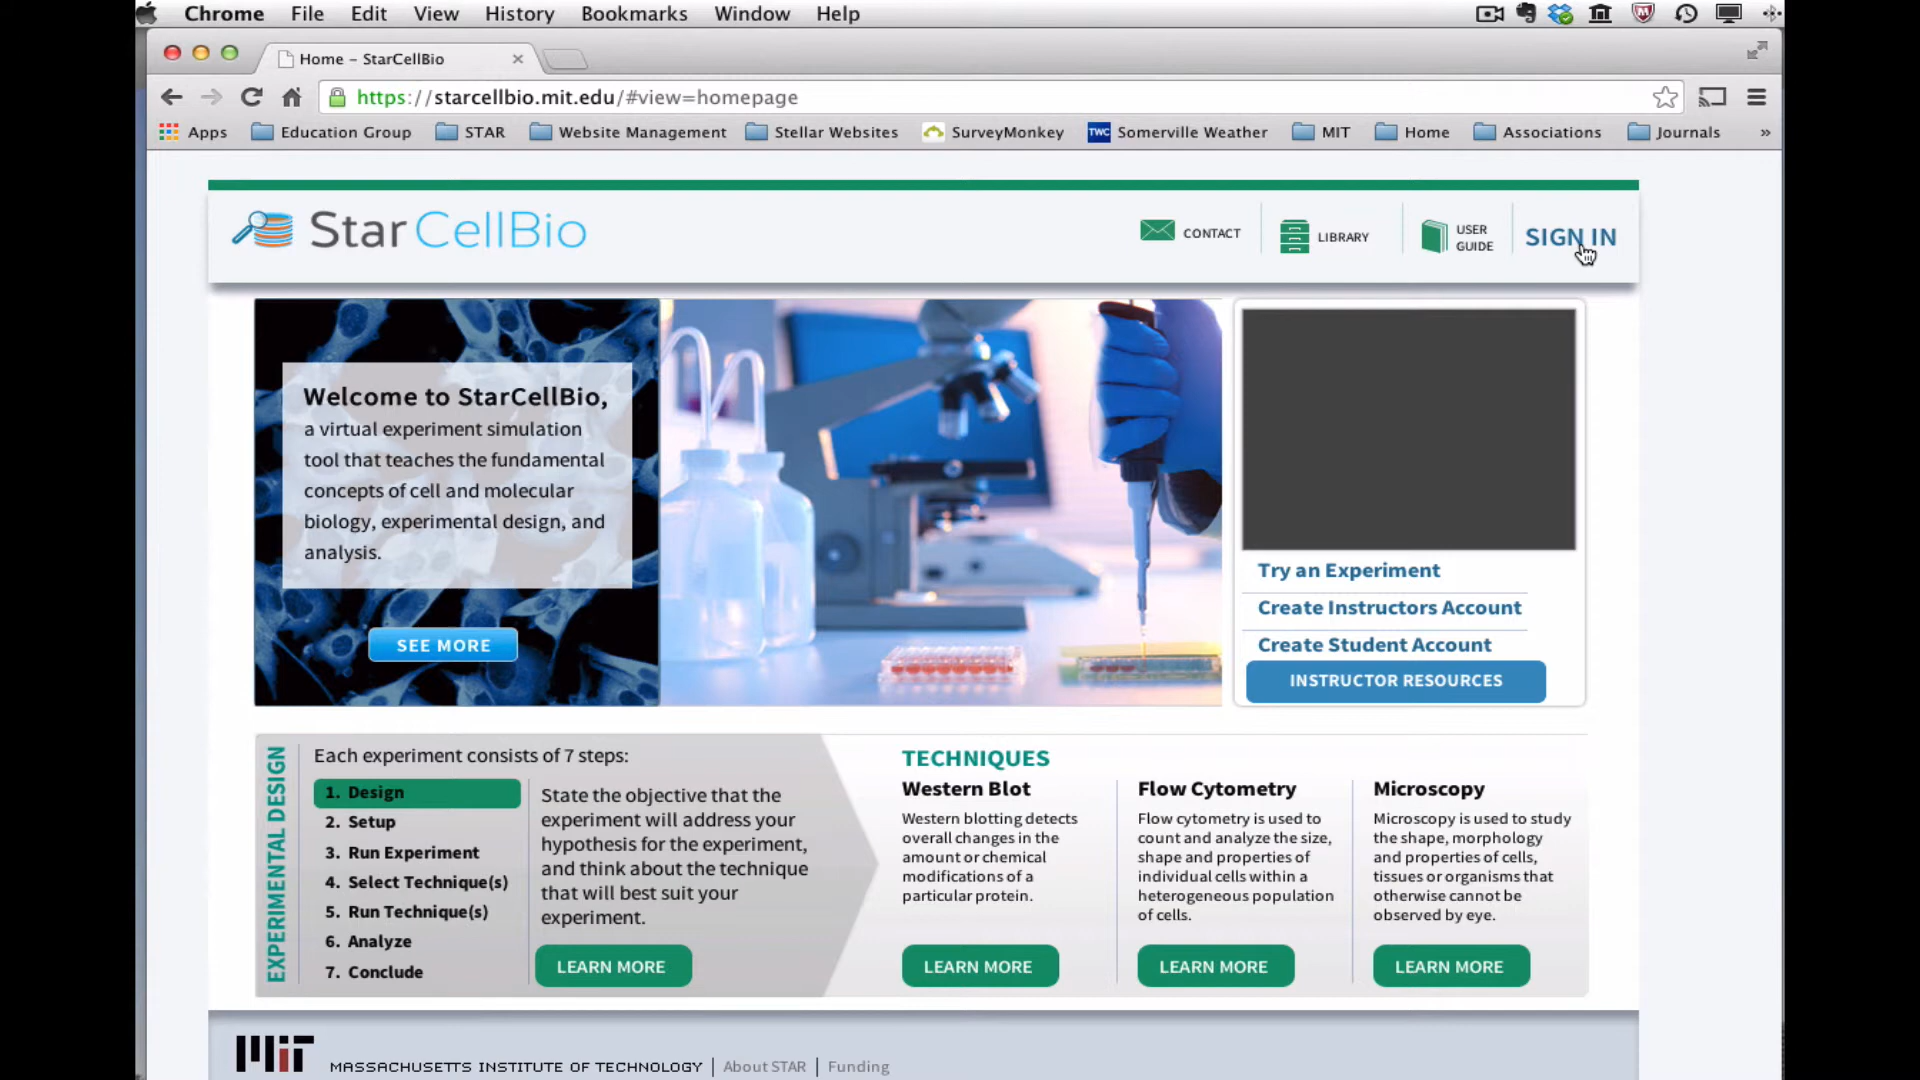 Chrome File Edit View History Bookmarks Window Help
Home – StarCellBio
https://starcellbio.mit.edu/#view=homepage
Apps Education Group STAR Website Management Stellar Websites SurveyMonkey TWC Somerville Weather MIT Home Associations Journals »
StarCellBio
CONTACT
LIBRARY
USER
GUIDE
SIGN IN
Welcome to StarCellBio,
a virtual experiment simulation
tool that teaches the fundamental
concepts of cell and molecular
biology, experimental design, and
analysis.
SEE MORE
Try an Experiment
Create Instructors Account
Create Student Account
INSTRUCTOR RESOURCES
EXPERIMENTAL DESIGN
Each experiment consists of 7 steps:
1. Design
2. Setup
3. Run Experiment
4. Select Technique(s)
5. Run Technique(s)
6. Analyze
7. Conclude
State the objective that the
experiment will address your
hypothesis for the experiment,
and think about the technique
that will best suit your
experiment.
LEARN MORE
TECHNIQUES
Western Blot
Western blotting detects
overall changes in the
amount or chemical
modifications of a
particular protein.
LEARN MORE
Flow Cytometry
Flow cytometry is used to
count and analyze the size,
shape and properties of
individual cells within a
heterogeneous population
of cells.
LEARN MORE
Microscopy
Microscopy is used to study
the shape, morphology
and properties of cells,
tissues or organisms that
otherwise cannot be
observed by eye.
LEARN MORE
MIT MASSACHUSETTS INSTITUTE OF TECHNOLOGY | About STAR | Funding